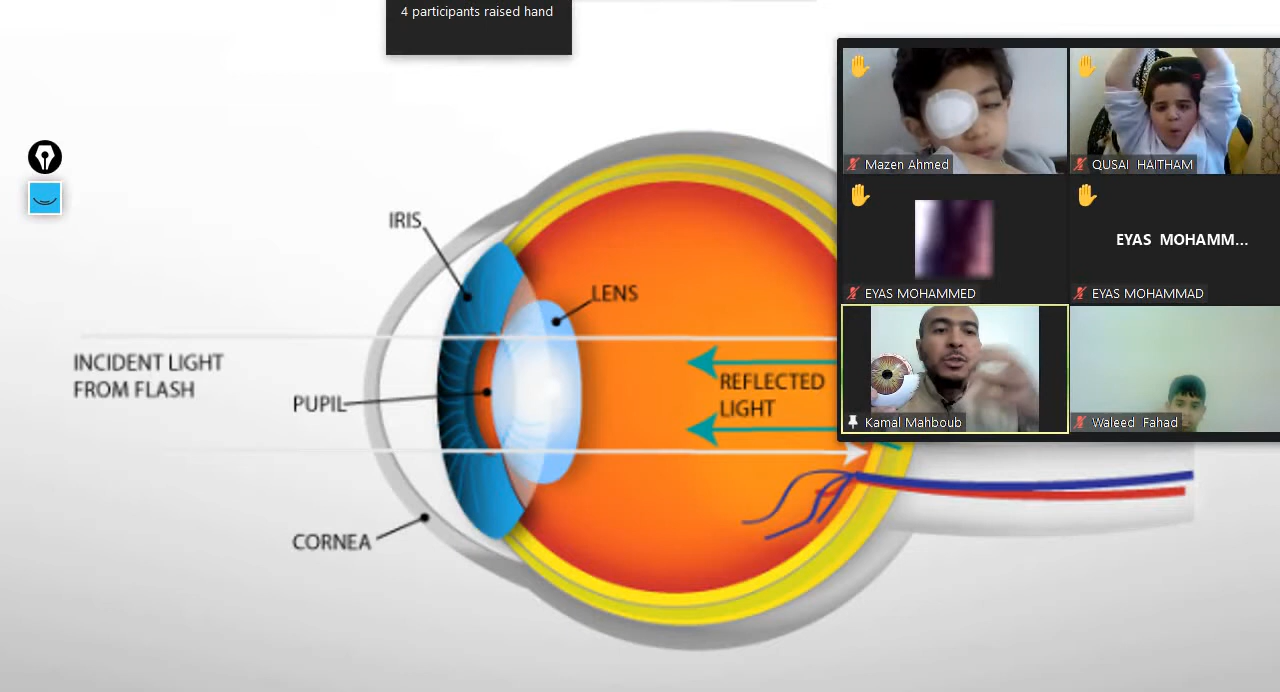 4 participants raised hand
Mazen Ahmed
QUSAI HAITHAM
EYAS MOHAMM...
EYAS MOHAMMED
EYAS MOHAMMAD
Kamal Mahboub
Waleed Fahad
IRIS
LENS
INCIDENT LIGHT
FROM FLASH
REFLECTED
LIGHT
PUPIL
CORNEA